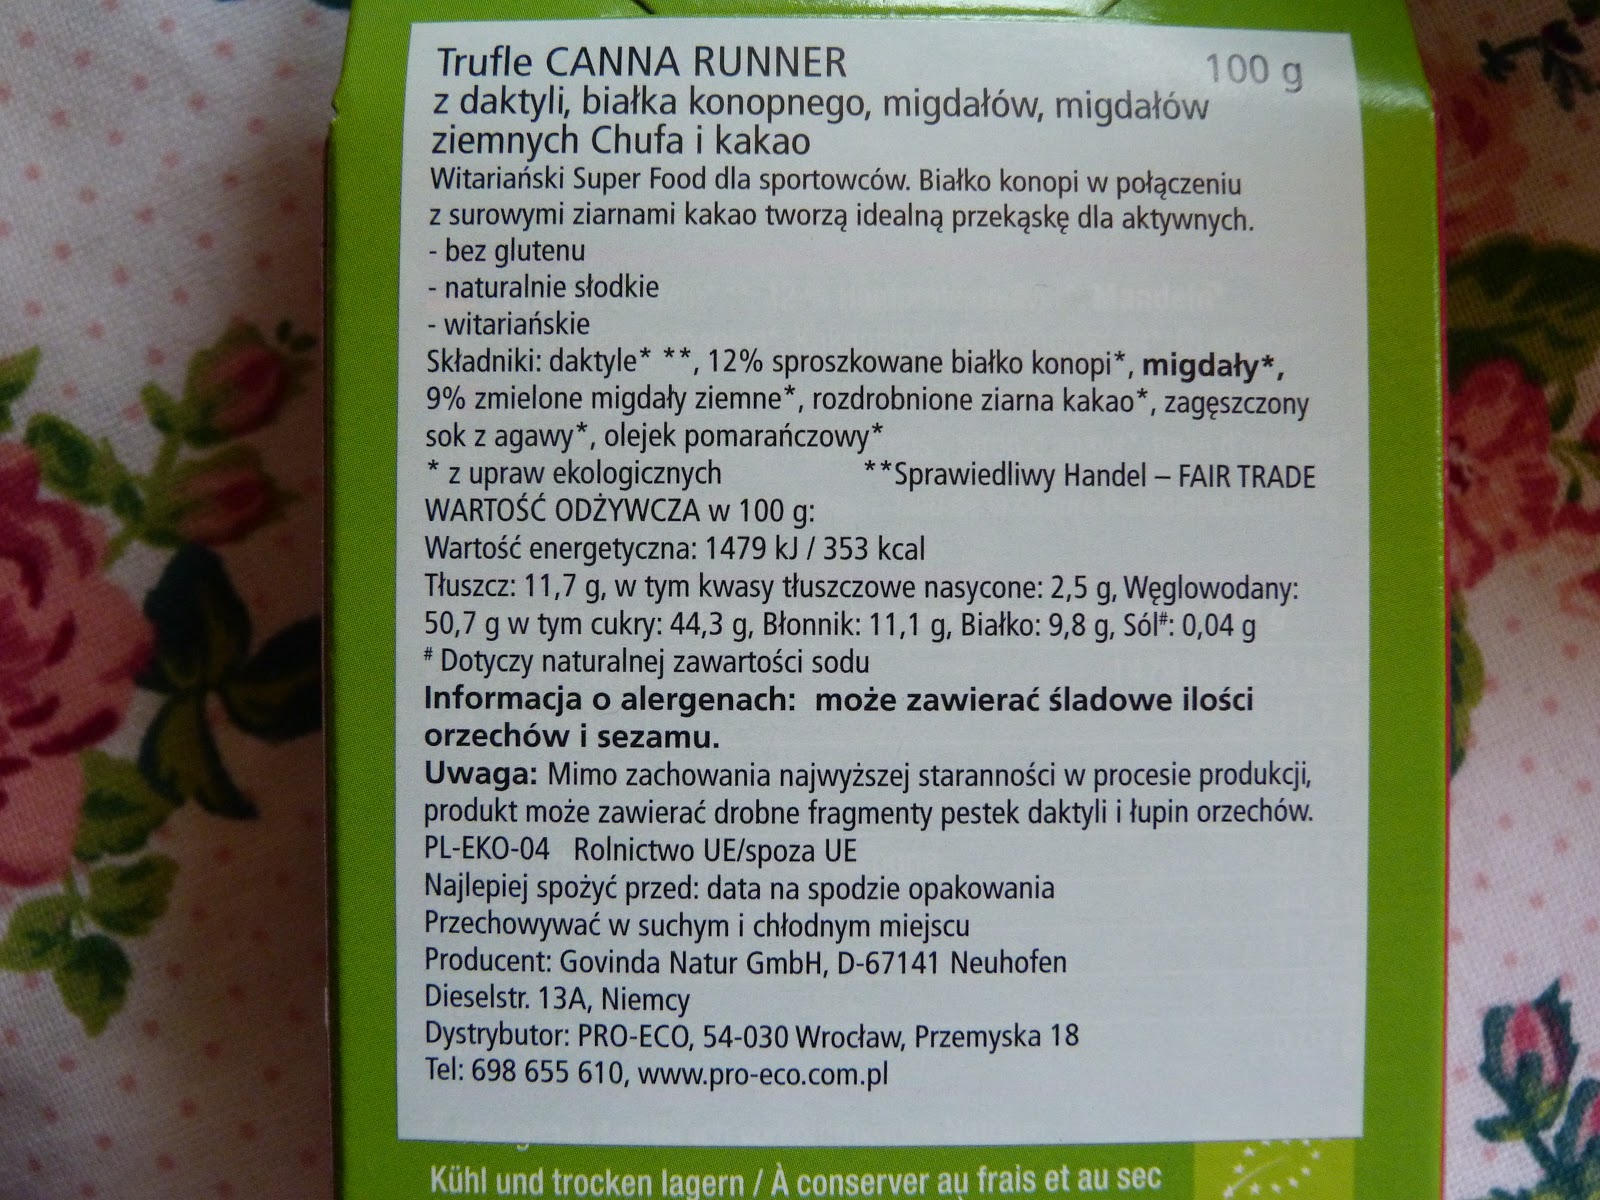 Trufle CANNA RUNNER 100 g
z daktyli, białka konopnego, migdałów, migdałów
ziemnych Chufa i kakao
Witariański Super Food dla sportowców. Białko konopi w połączeniu
z surowymi ziarnami kakao tworzą idealną przekąskę dla aktywnych.
- bez glutenu
- naturalnie słodkie
- witariańskie
Składniki: daktyle* **, 12% sproszkowane białko konopi*, migdały*,
9% zmielone migdały ziemne*, rozdrobnione ziarna kakao*, zagęszczony
sok z agawy*, olejek pomarańczowy*
* z upraw ekologicznych **Sprawiedliwy Handel – FAIR TRADE
WARTOŚĆ ODŻYWCZA w 100 g:
Wartość energetyczna: 1479 kJ / 353 kcal
Tłuszcz: 11,7 g, w tym kwasy tłuszczowe nasycone: 2,5 g, Węglowodany:
50,7 g w tym cukry: 44,3 g, Błonnik: 11,1 g, Białko: 9,8 g, Sól#: 0,04 g
# Dotyczy naturalnej zawartości sodu
Informacja o alergenach: może zawierać śladowe ilości
orzechów i sezamu.
Uwaga: Mimo zachowania najwyższej staranności w procesie produkcji,
produkt może zawierać drobne fragmenty pestek daktyli i łupin orzechów.
PL-EKO-04 Rolnictwo UE/spoza UE
Najlepiej spożyć przed: data na spodzie opakowania
Przechowywać w suchym i chłodnym miejscu
Producent: Govinda Natur GmbH, D-67141 Neuhofen
Dieselstr. 13A, Niemcy
Dystrybutor: PRO-ECO, 54-030 Wrocław, Przemyska 18
Tel: 698 655 610, www.pro-eco.com.pl
Kühl und trocken lagern / À conserver au frais et au sec